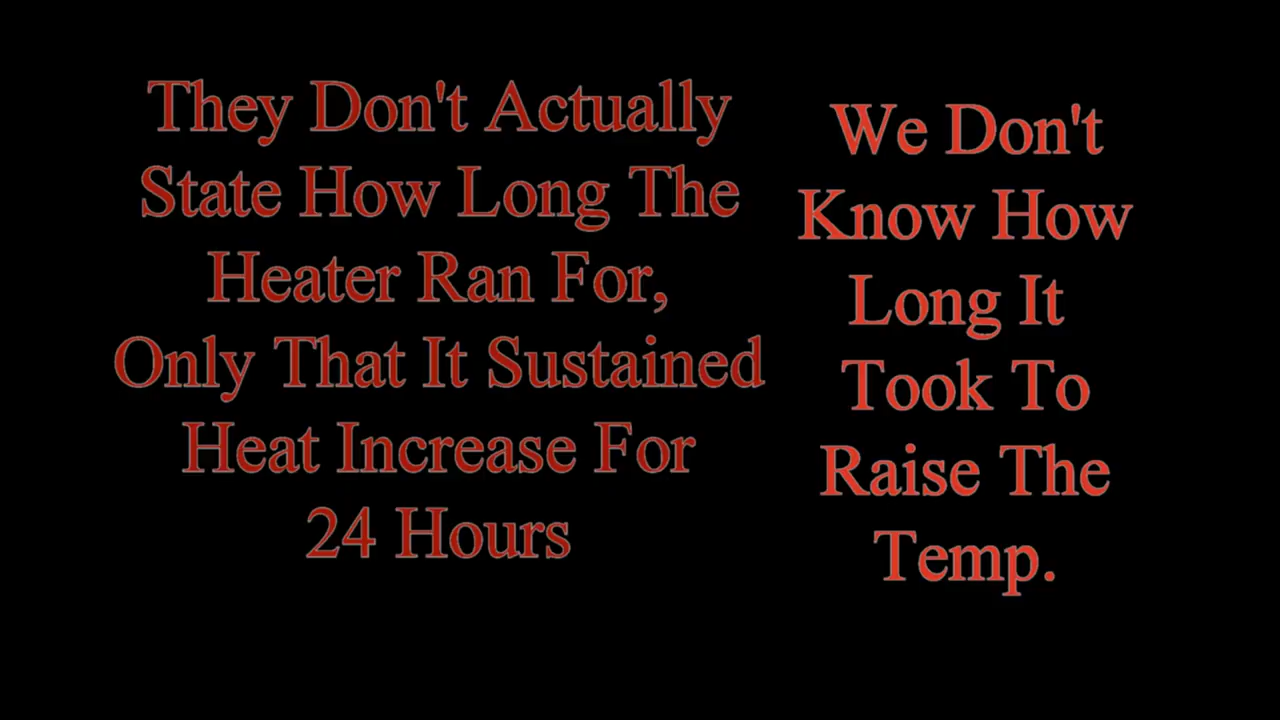 They Don't Actually
State How Long The
Heater Ran For,
Only That It Sustained
Heat Increase For
24 Hours
We Don't
Know How
Long It
Took To
Raise The
Temp.